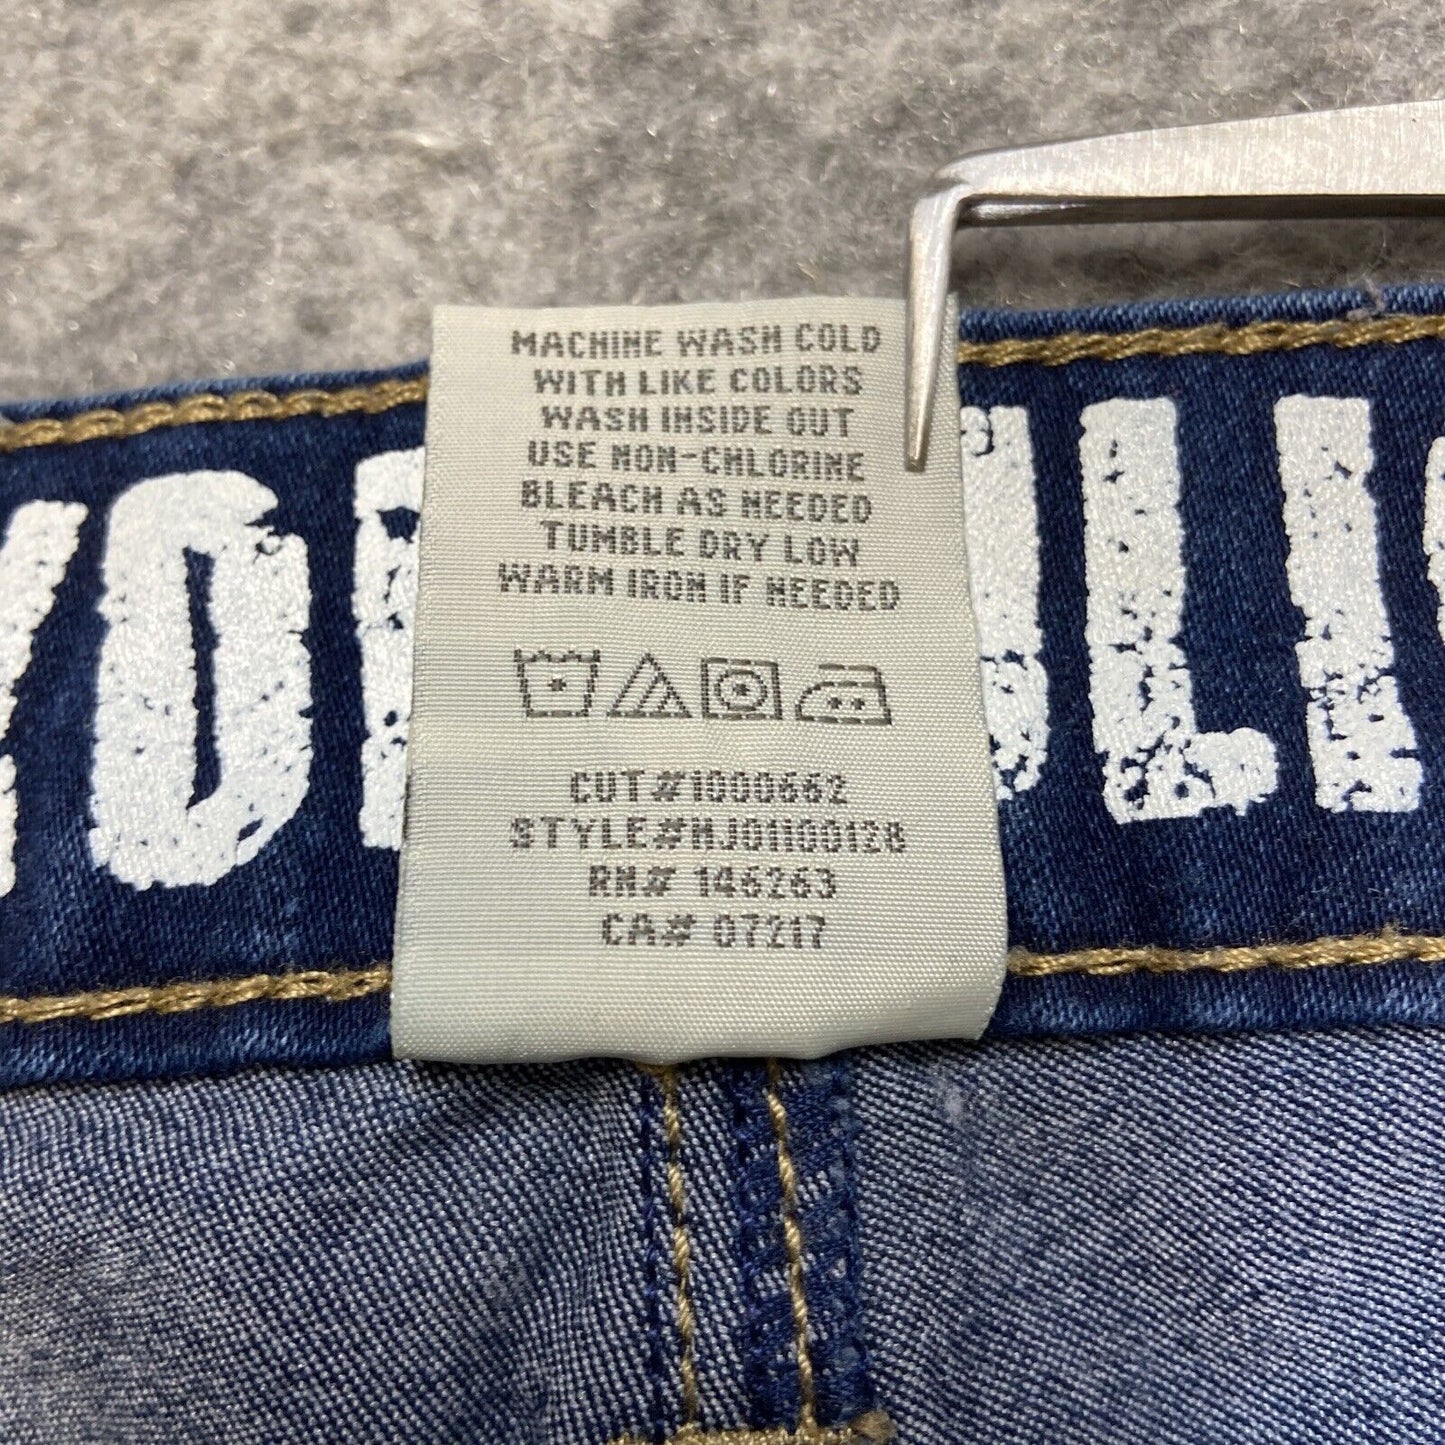 MACHINE WASH COLD
WITH LIKE COLORS
WASH INSIDE OUT
USE NON-CHLORINE
BLEACH AS NEEDED
TUMBLE DRY LOW
WARM IRON IF NEEDED
CUT#1000662
STYLE#HJ01100128
RN# 146263
CA# 07217